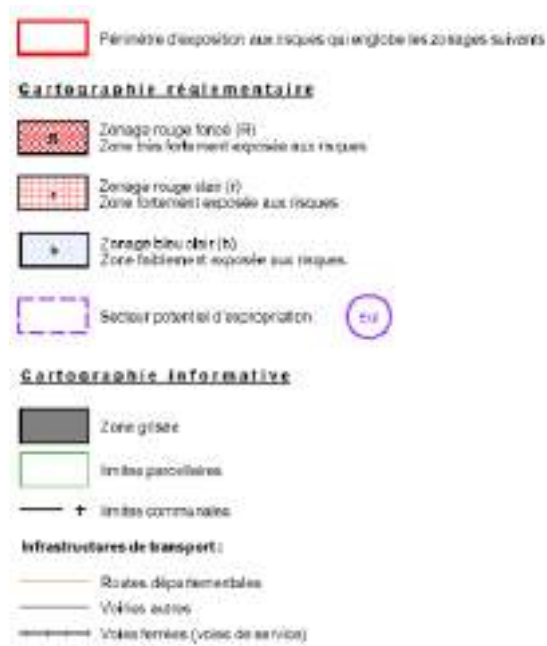 Périmètre d'exposition aux risques qui englobe les zonages suivants
Cartographie réglementaire
R
Zonage rouge foncé (R)
Zone très fortement exposée aux risques
r
Zonage rouge clair (r)
Zone fortement exposée aux risques
b
Zonage bleu clair (b)
Zone faiblement exposée aux risques
Secteur potentiel d'expropriation
Cartographie informative
Zone grisée
limites parcellaires
limites communales
Infrastructures de transport :
Routes départementales
Voiries autres
Voies ferrées (voies de service)